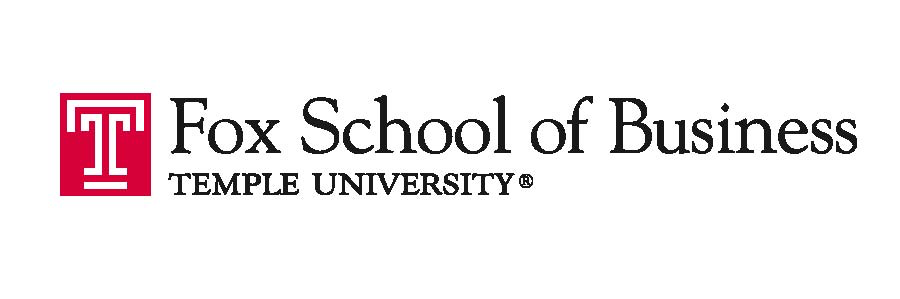 Fox School of Business
TEMPLE UNIVERSITY®